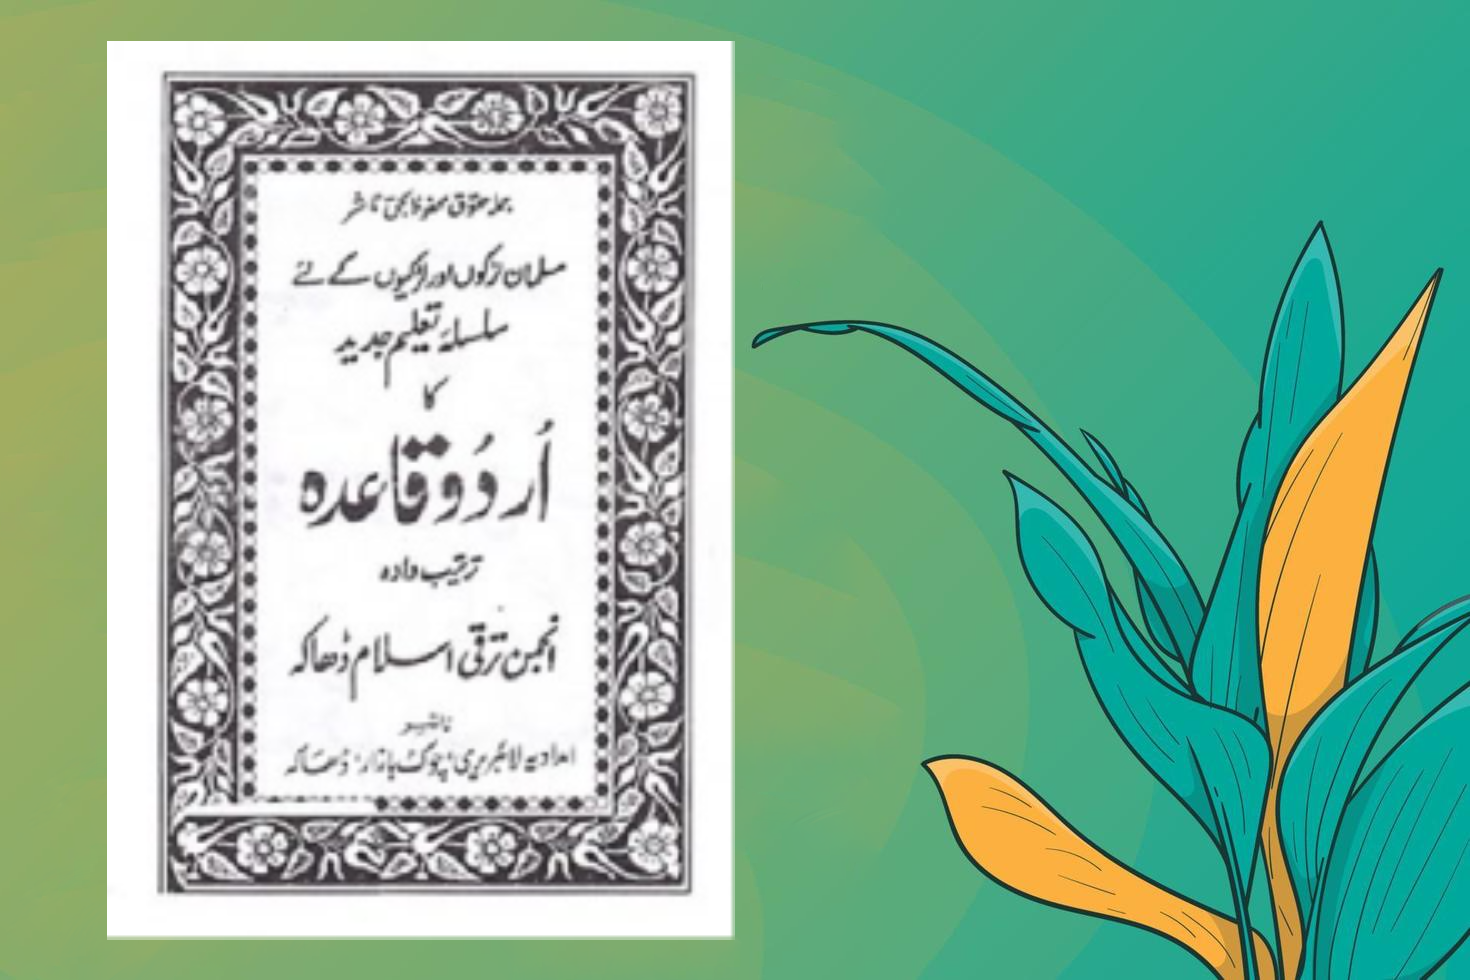 جملہ حقوق محفوظ بحق ناشر
مسلمان لڑکوں اور لڑکیوں کے لئے
سلسلۂ تعلیم جدید
کا
اُردُو قاعدہ
ترتیب دادہ
انجمن ترقی اسلام ڈھاکہ
ناشر
امدادیہ لائبریری، چوک بازار، ڈھاکہ